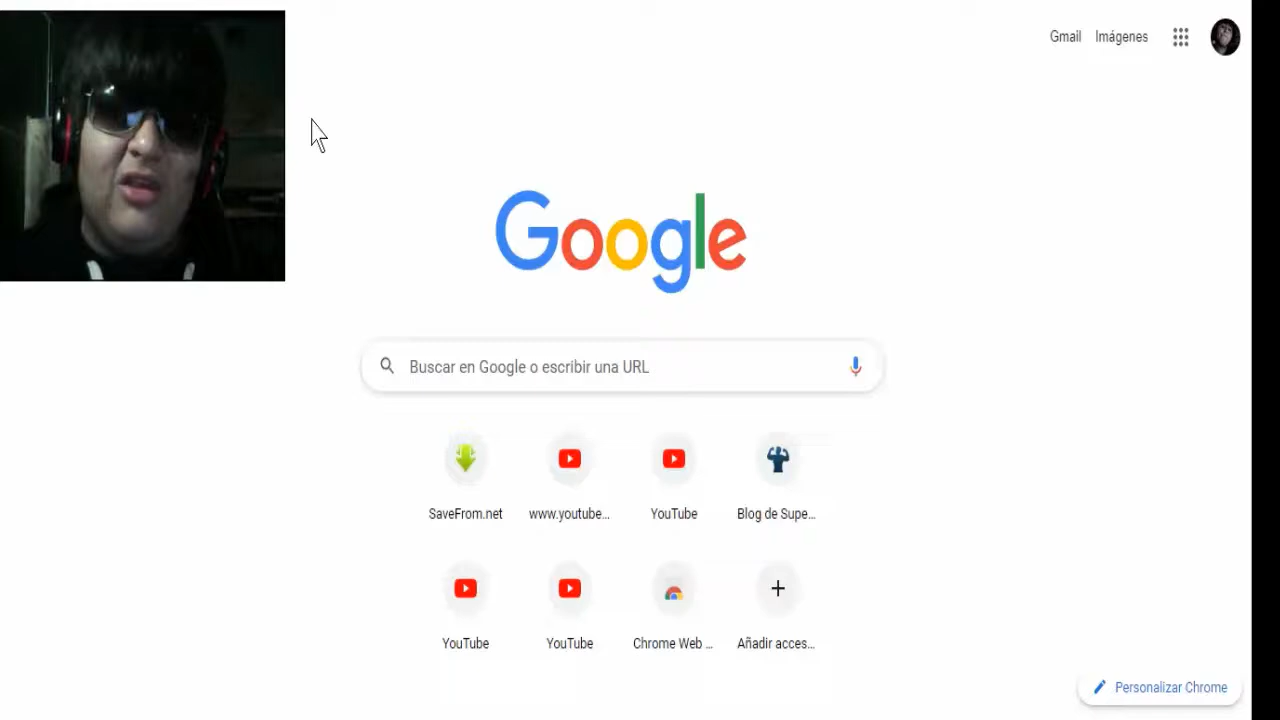 Gmail Imágenes
Google
Buscar en Google o escribir una URL
SaveFrom.net www.youtube... YouTube Blog de Supe...
YouTube YouTube Chrome Web ... Añadir acces...
Personalizar Chrome